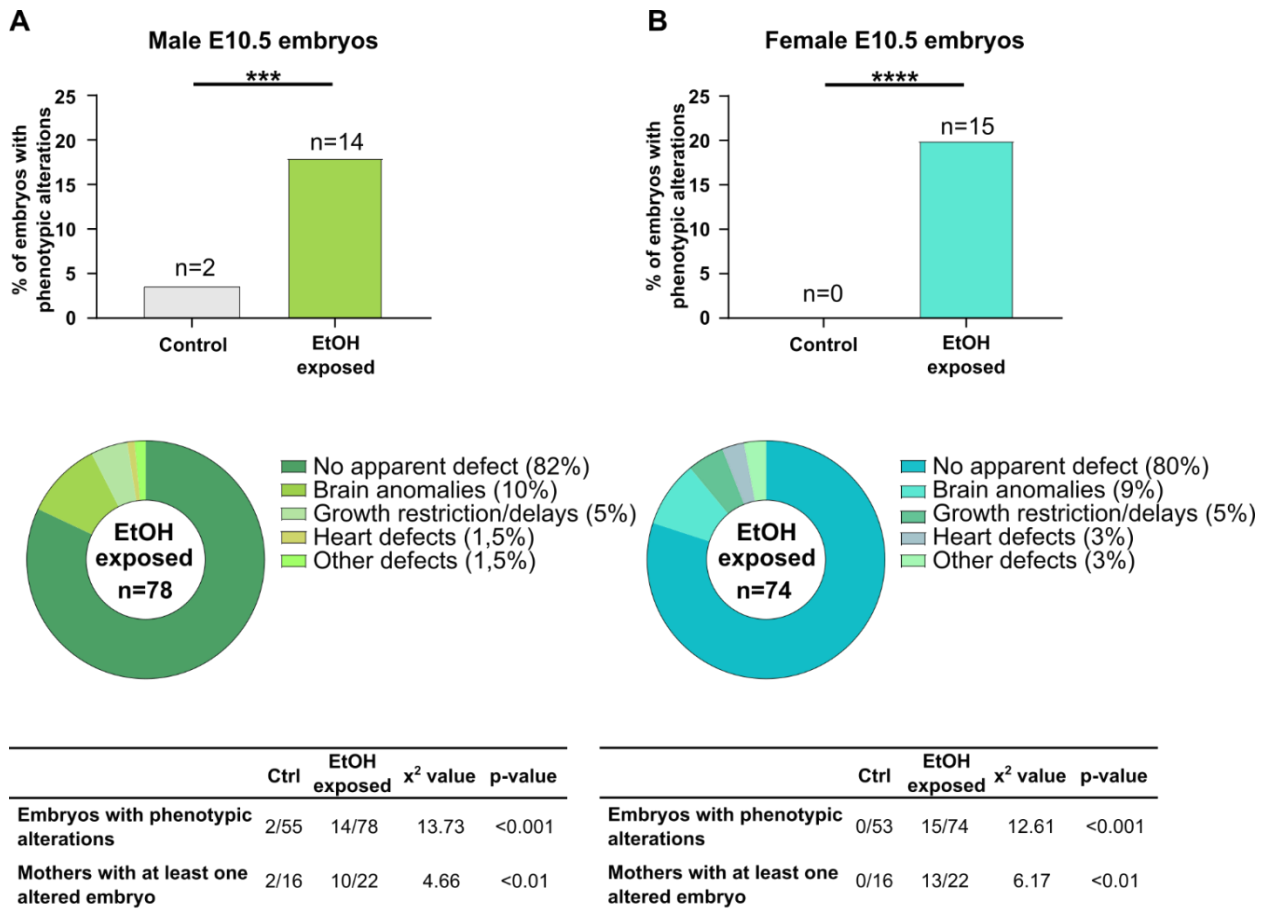 A
Male E10.5 embryos
***
% of embryos with
phenotypic alterations
25
20
15
10
5
0
n=2
n=14
Control
EtOH
exposed
B
Female E10.5 embryos
****
% of embryos with
phenotypic alterations
25
20
15
10
5
0
n=0
n=15
Control
EtOH
exposed
EtOH
exposed
n=78
No apparent defect (82%)
Brain anomalies (10%)
Growth restriction/delays (5%)
Heart defects (1,5%)
Other defects (1,5%)
EtOH
exposed
n=74
No apparent defect (80%)
Brain anomalies (9%)
Growth restriction/delays (5%)
Heart defects (3%)
Other defects (3%)
Ctrl EtOH exposed x² value p-value
Embryos with phenotypic
alterations 2/55 14/78 13.73 <0.001
Mothers with at least one
altered embryo 2/16 10/22 4.66 <0.01
Ctrl EtOH exposed x² value p-value
Embryos with phenotypic
alterations 0/53 15/74 12.61 <0.001
Mothers with at least one
altered embryo 0/16 13/22 6.17 <0.01